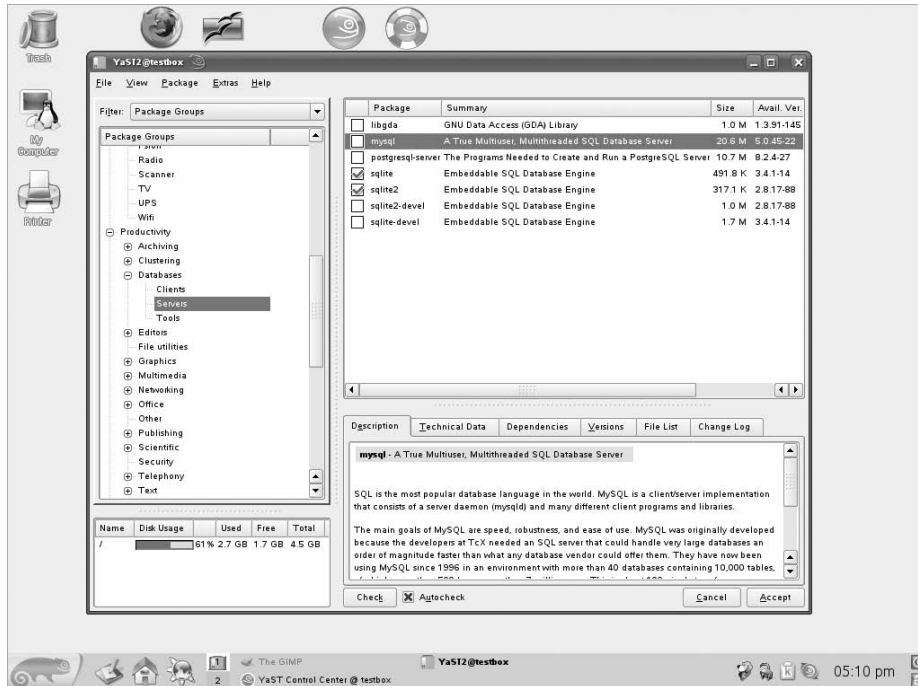 Trash
My
Computer
Printer
YaST2@testbox
File View Package Extras Help
Filter: Package Groups
Package Groups
Radio
Scanner
TV
UPS
Wifi
Productivity
Archiving
Clustering
Databases
Clients
Servers
Tools
Editors
File utilities
Graphics
Multimedia
Networking
Office
Other
Publishing
Scientific
Security
Telephony
Text
Name Disk Usage Used Free Total
/ 61% 2.7 GB 1.7 GB 4.5 GB
Package Summary Size Avail. Ver.
libgda GNU Data Access (GDA) Library 1.0 M 1.3.91-145
mysql A True Multiuser, Multithreaded SQL Database Server 20.6 M 5.0.45-22
postgresql-server The Programs Needed to Create and Run a PostgreSQL Server 10.7 M 8.2.4-27
sqlite Embeddable SQL Database Engine 491.8 K 3.4.1-14
sqlite2 Embeddable SQL Database Engine 317.1 K 2.8.17-88
sqlite2-devel Embeddable SQL Database Engine 1.0 M 2.8.17-88
sqlite-devel Embeddable SQL Database Engine 1.7 M 3.4.1-14
Description Technical Data Dependencies Versions File List Change Log
mysql - A True Multiuser, Multithreaded SQL Database Server
SQL is the most popular database language in the world. MySQL is a client/server implementation
that consists of a server daemon (mysqld) and many different client programs and libraries.
The main goals of MySQL are speed, robustness, and ease of use. MySQL was originally developed
because the developers at TcX needed an SQL server that could handle very large databases an
order of magnitude faster than what any database vendor could offer them. They have now been
using MySQL since 1996 in an environment with more than 40 databases containing 10,000 tables,
Check Autocheck Cancel Accept
1 The GIMP YaST2@testbox
2 YaST Control Center @ testbox
05:10 pm